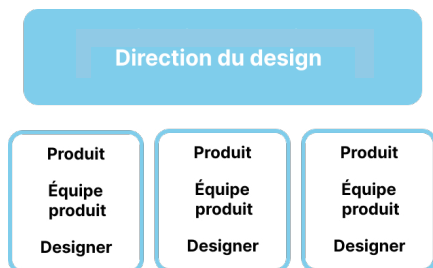 Direction du design
Produit
Équipe
produit
Designer
Produit
Équipe
produit
Designer
Produit
Équipe
produit
Designer